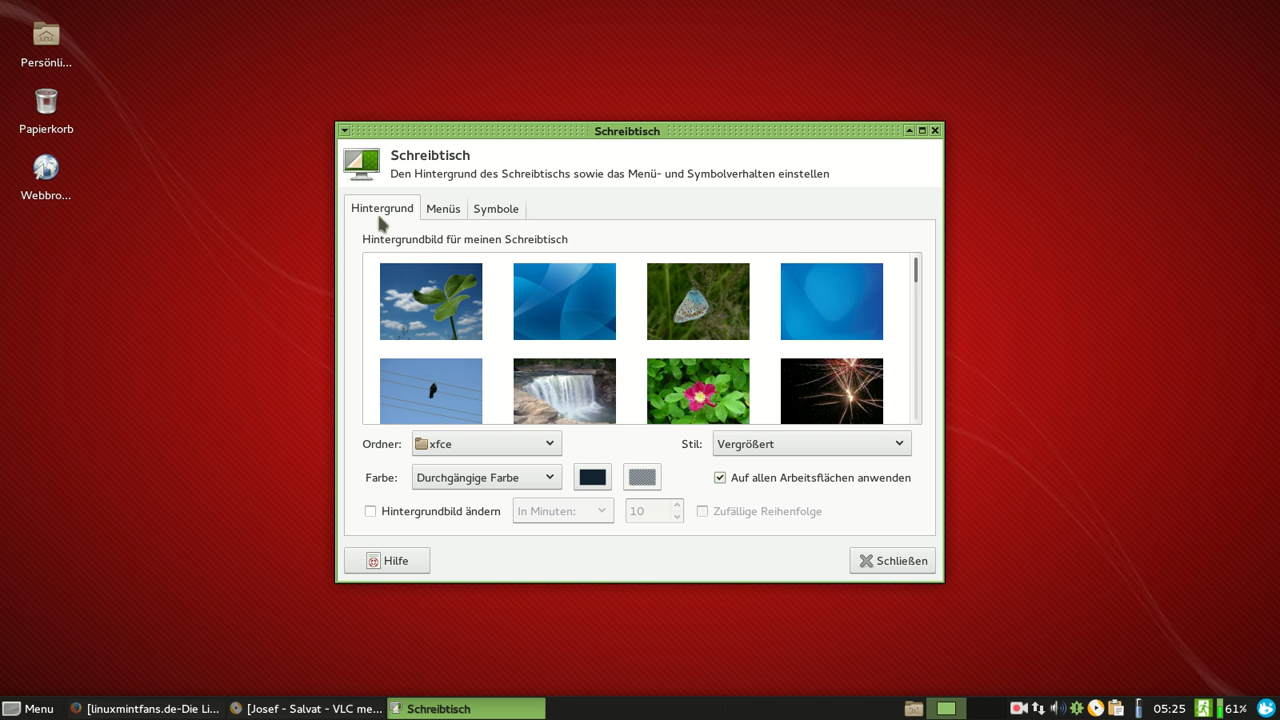 Persönli...
Papierkorb
Webbro...
Schreibtisch
Schreibtisch
Den Hintergrund des Schreibtischs sowie das Menü- und Symbolverhalten einstellen
Hintergrund Menüs Symbole
Hintergrundbild für meinen Schreibtisch
Ordner: xfce Stil: Vergrößert
Farbe: Durchgängige Farbe Auf allen Arbeitsflächen anwenden
Hintergrundbild ändern In Minuten: 10 Zufällige Reihenfolge
Hilfe Schließen
Menu [linuxmintfans.de-Die Li... [Josef - Salvat - VLC me... Schreibtisch 05:25 61%